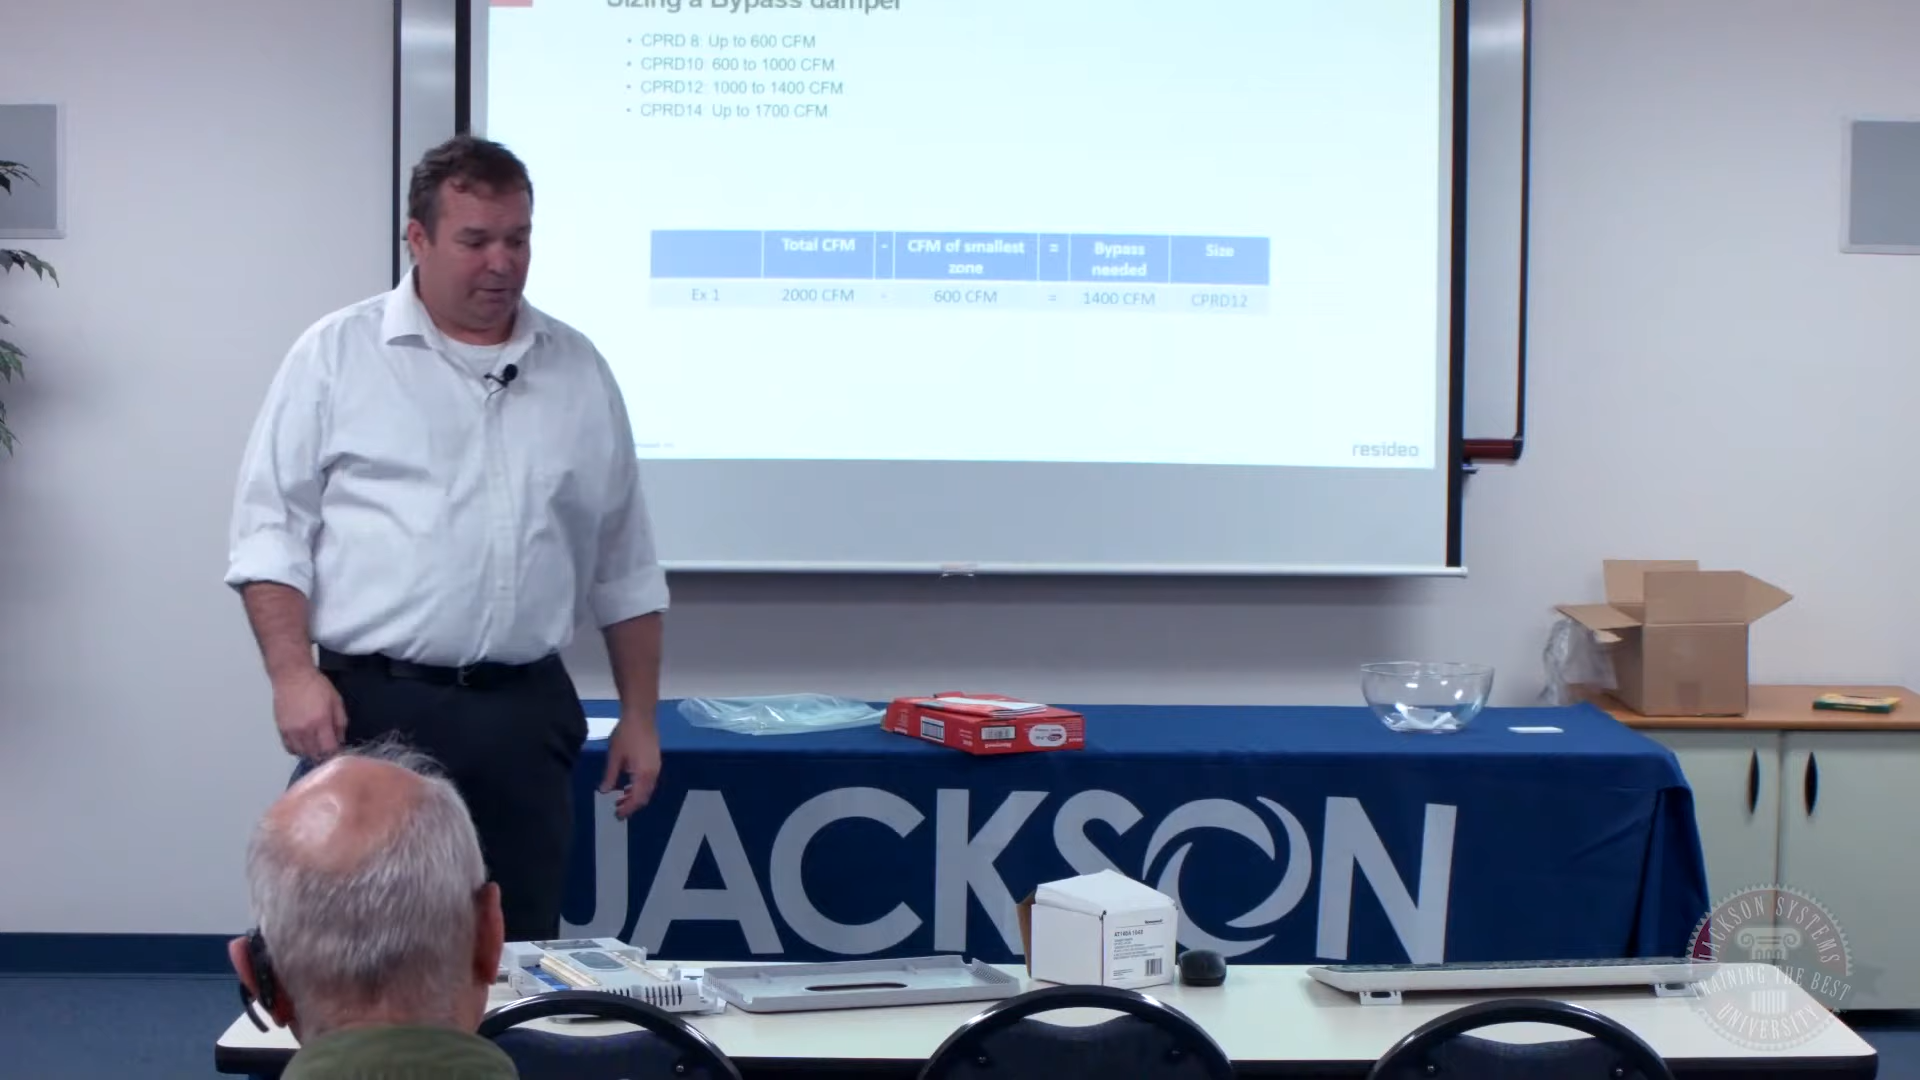 Sizing a Bypass damper
• CPRD 8: Up to 600 CFM
• CPRD10: 600 to 1000 CFM
• CPRD12: 1000 to 1400 CFM
• CPRD14: Up to 1700 CFM
Total CFM - CFM of smallest zone = Bypass needed Size
Ex 1 2000 CFM - 600 CFM = 1400 CFM CPRD12
resideo
JACKSON
JACKSON SYSTEMS
TRAINING THE BEST
UNIVERSITY